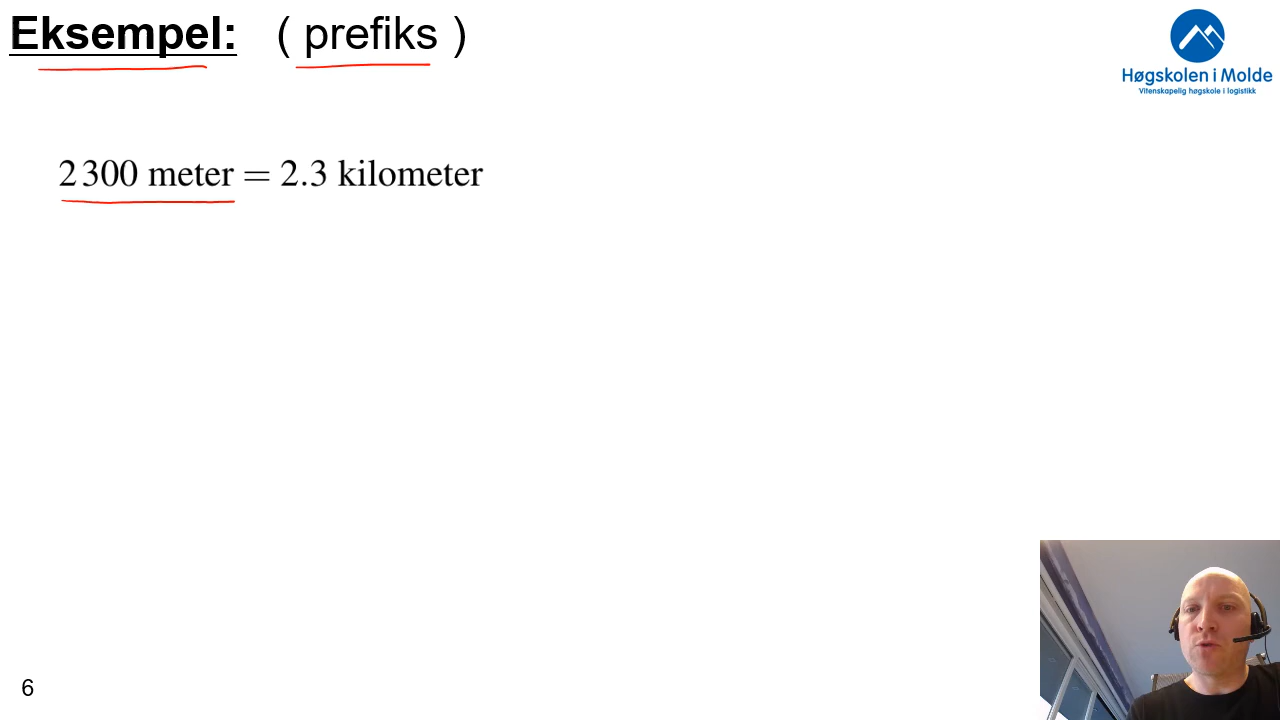 Eksempel: ( prefiks )
Høgskolen i Molde
Vitenskapelig høgskole i logistikk
2 300 meter = 2.3 kilometer
6